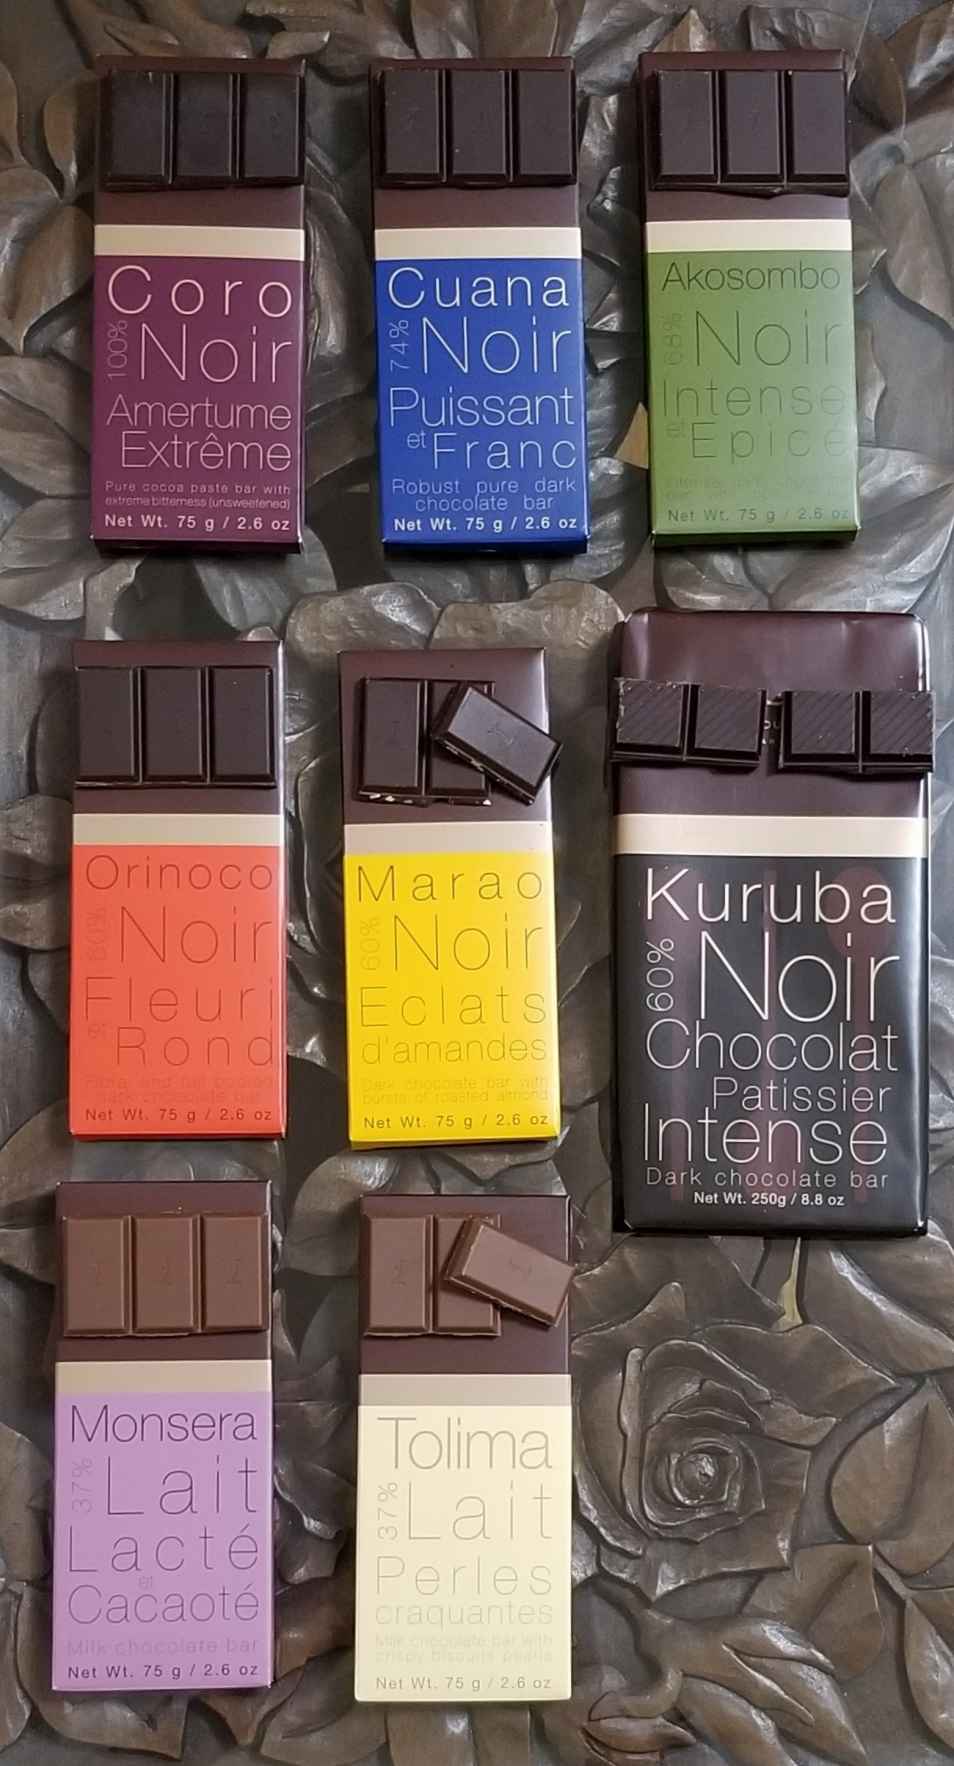 Coro
100% Noir
Amertume
Extrême
Pure cocoa paste bar with
extreme bitterness (unsweetened)
Net Wt. 75 g / 2.6 oz
Cuana
74% Noir
Puissant
et Franc
Robust pure dark
chocolate bar
Net Wt. 75 g / 2.6 oz
Akosombo
68% Noir
Intense
et Epicé
Net Wt. 75 g / 2.6 oz
Orinoco
60% Noir
Fleuri
et Rond
dark chocolate bar
Net Wt. 75 g / 2.6 oz
Marao
60% Noir
Eclats
d'amandes
Dark chocolate bar with
bursts of roasted almond
Net Wt. 75 g / 2.6 oz
Kuruba
60% Noir
Chocolat
Patissier
Intense
Dark chocolate bar
Net Wt. 250g / 8.8 oz
Monsera
37% Lait
Lacté
et
Cacaoté
Milk chocolate bar
Net Wt. 75 g / 2.6 oz
Tolima
37% Lait
Perles
craquantes
Milk chocolate bar with
crispy biscuits pearls
Net Wt. 75 g / 2.6 oz